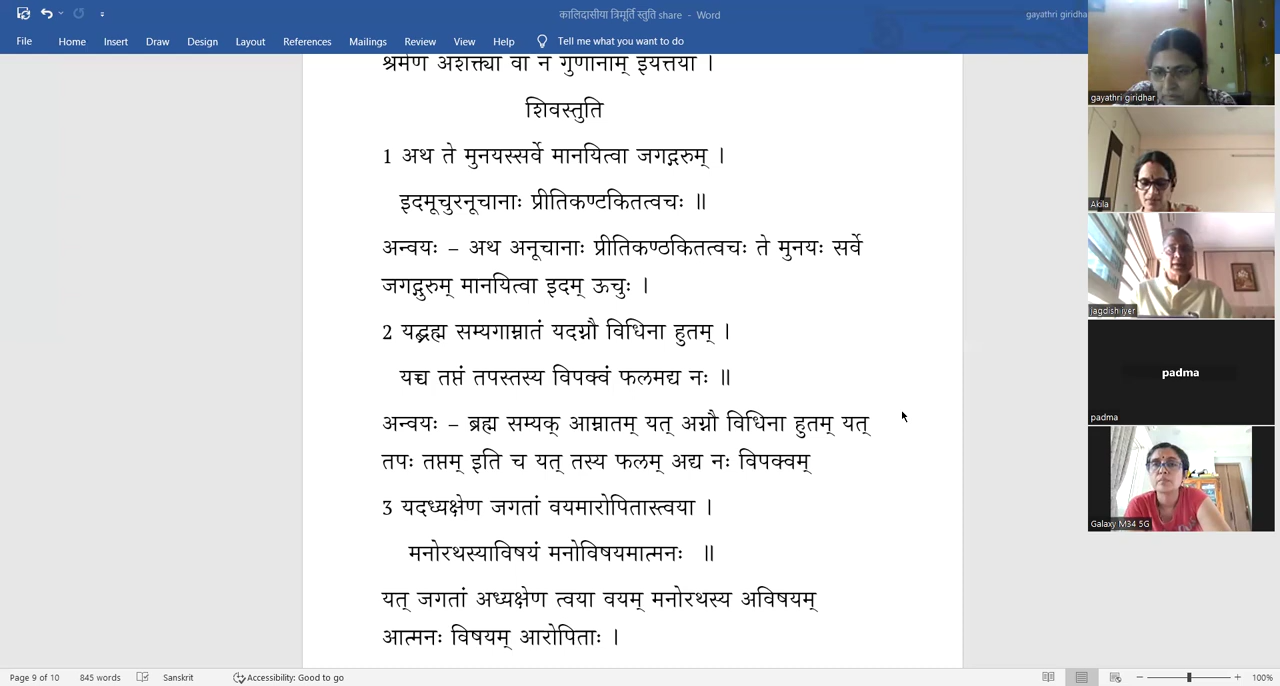 कालिदासीया त्रिमूर्ति स्तुति share - Word
gayathri giridhar
File Home Insert Draw Design Layout References Mailings Review View Help Tell me what you want to do
श्रमेण अशक्त्या वा न गुणानाम् इयत्तया ।
शिवस्तुति
1 अथ ते मुनयस्सर्वे मानयित्वा जगद्गरुम् ।
इदमूचुरनूचानाः प्रीतिकण्टकितत्वचः ॥
अन्वयः – अथ अनूचानाः प्रीतिकण्ठकितत्वचः ते मुनयः सर्वे
जगद्गुरुम् मानयित्वा इदम् ऊचुः ।
2 यद्ब्रह्म सम्यगाम्नातं यदग्नौ विधिना हुतम् ।
यच्च तप्तं तपस्तस्य विपक्वं फलमद्य नः ॥
अन्वयः – ब्रह्म सम्यक् आम्नातम् यत् अग्नौ विधिना हुतम् यत्
तपः तप्तम् इति च यत् तस्य फलम् अद्य नः विपक्वम्
3 यदध्यक्षेण जगतां वयमारोपितास्त्वया ।
मनोरथस्याविषयं मनोविषयमात्मनः ॥
यत् जगतां अध्यक्षेण त्वया वयम् मनोरथस्य अविषयम्
आत्मनः विषयम् आरोपिताः ।
gayathri giridhar
Akila
jagdish iyer
padma
padma
Galaxy M34 5G
Page 9 of 10 845 words Sanskrit Accessibility: Good to go 100%